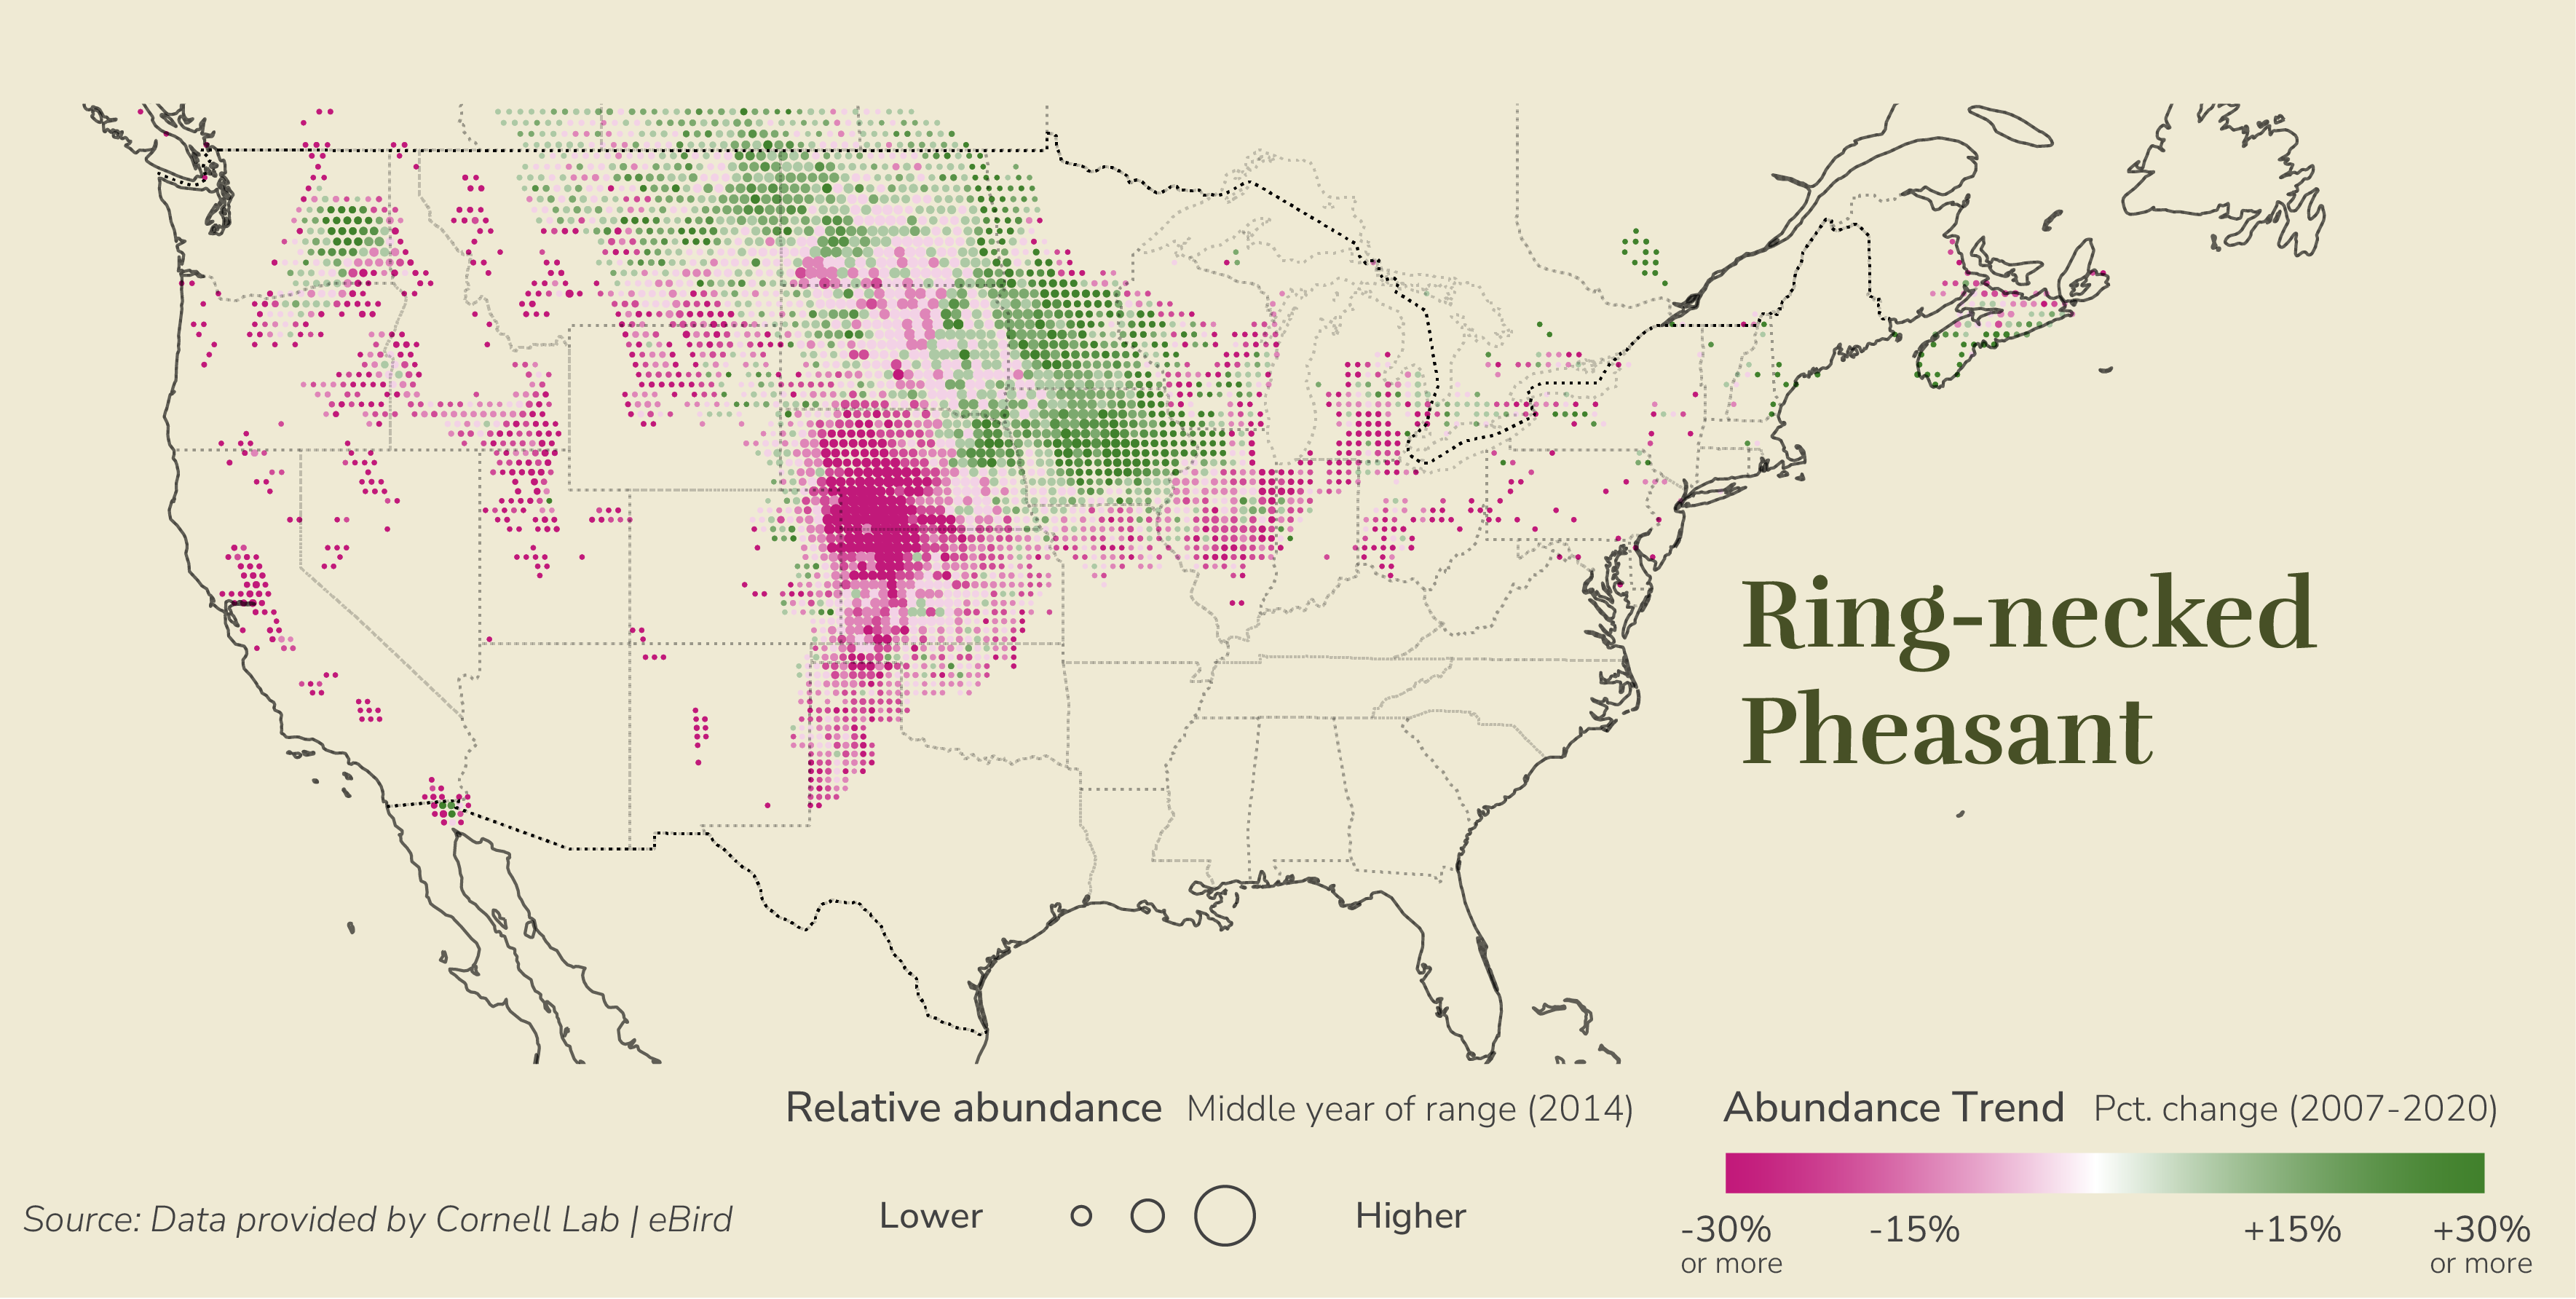 Ring-necked
Pheasant
Relative abundance Middle year of range (2014)
Abundance Trend Pct. change (2007-2020)
Source: Data provided by Cornell Lab | eBird
Lower Higher
-30% -15% +15% +30%
or more or more